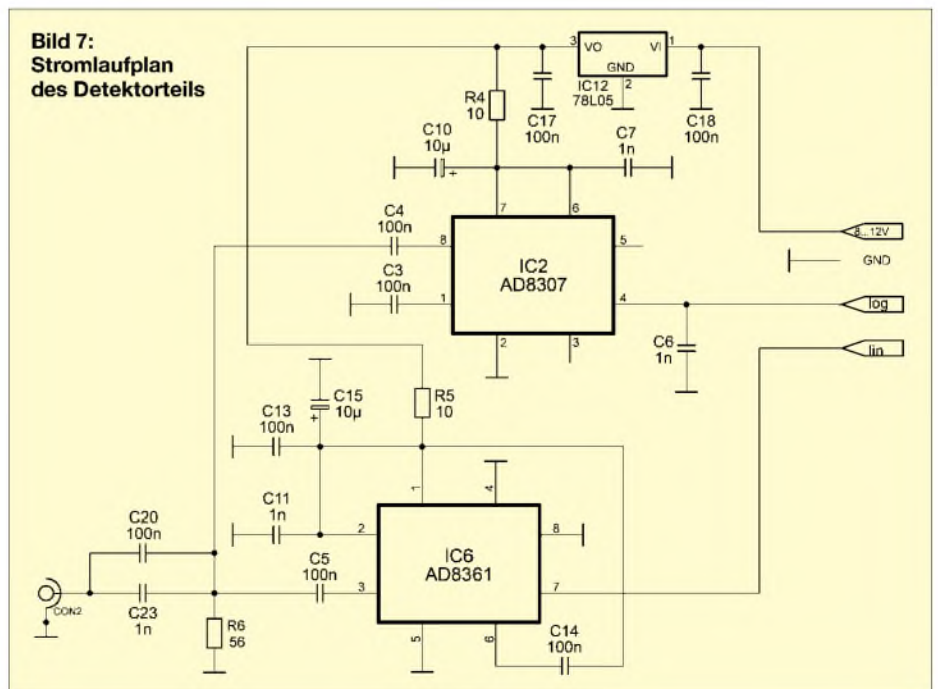 Bild 7:
Stromlaufplan
des Detektorteils
3
VO
VI
1
GND
IC12
78L05
2
R4
10
C17
100n
C18
100n
C10
10µ
+
C7
1n
7
6
C4
100n
8
5
8...12V
C3
100n
IC2
AD8307
GND
1
4
log
2
3
C6
1n
lin
C15
10µ
+
R5
10
C13
100n
1
4
C11
1n
2
8
C20
100n
C5
100n
IC6
AD8361
3
7
CON2
C23
1n
R6
56
5
6
C14
100n